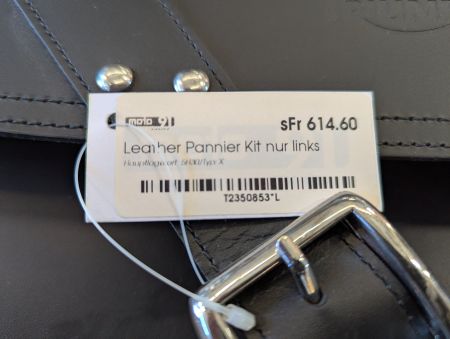 moto 91
sFr 614.60
Leather Pannier Kit nur links
T2350853*L